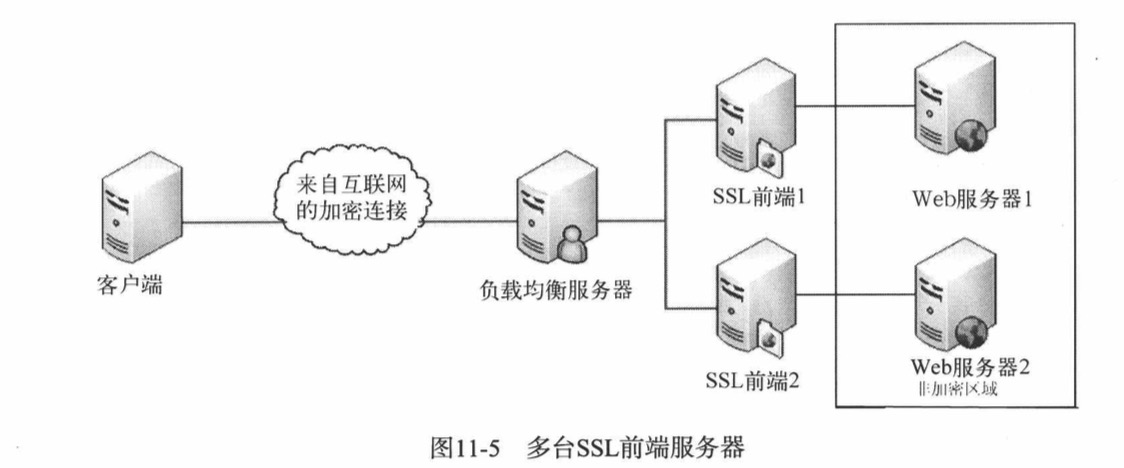 来自互联网
的加密连接
客户端
负载均衡服务器
SSL前端1
Web服务器1
SSL前端2
Web服务器2
非加密区域
图11-5 多台SSL前端服务器